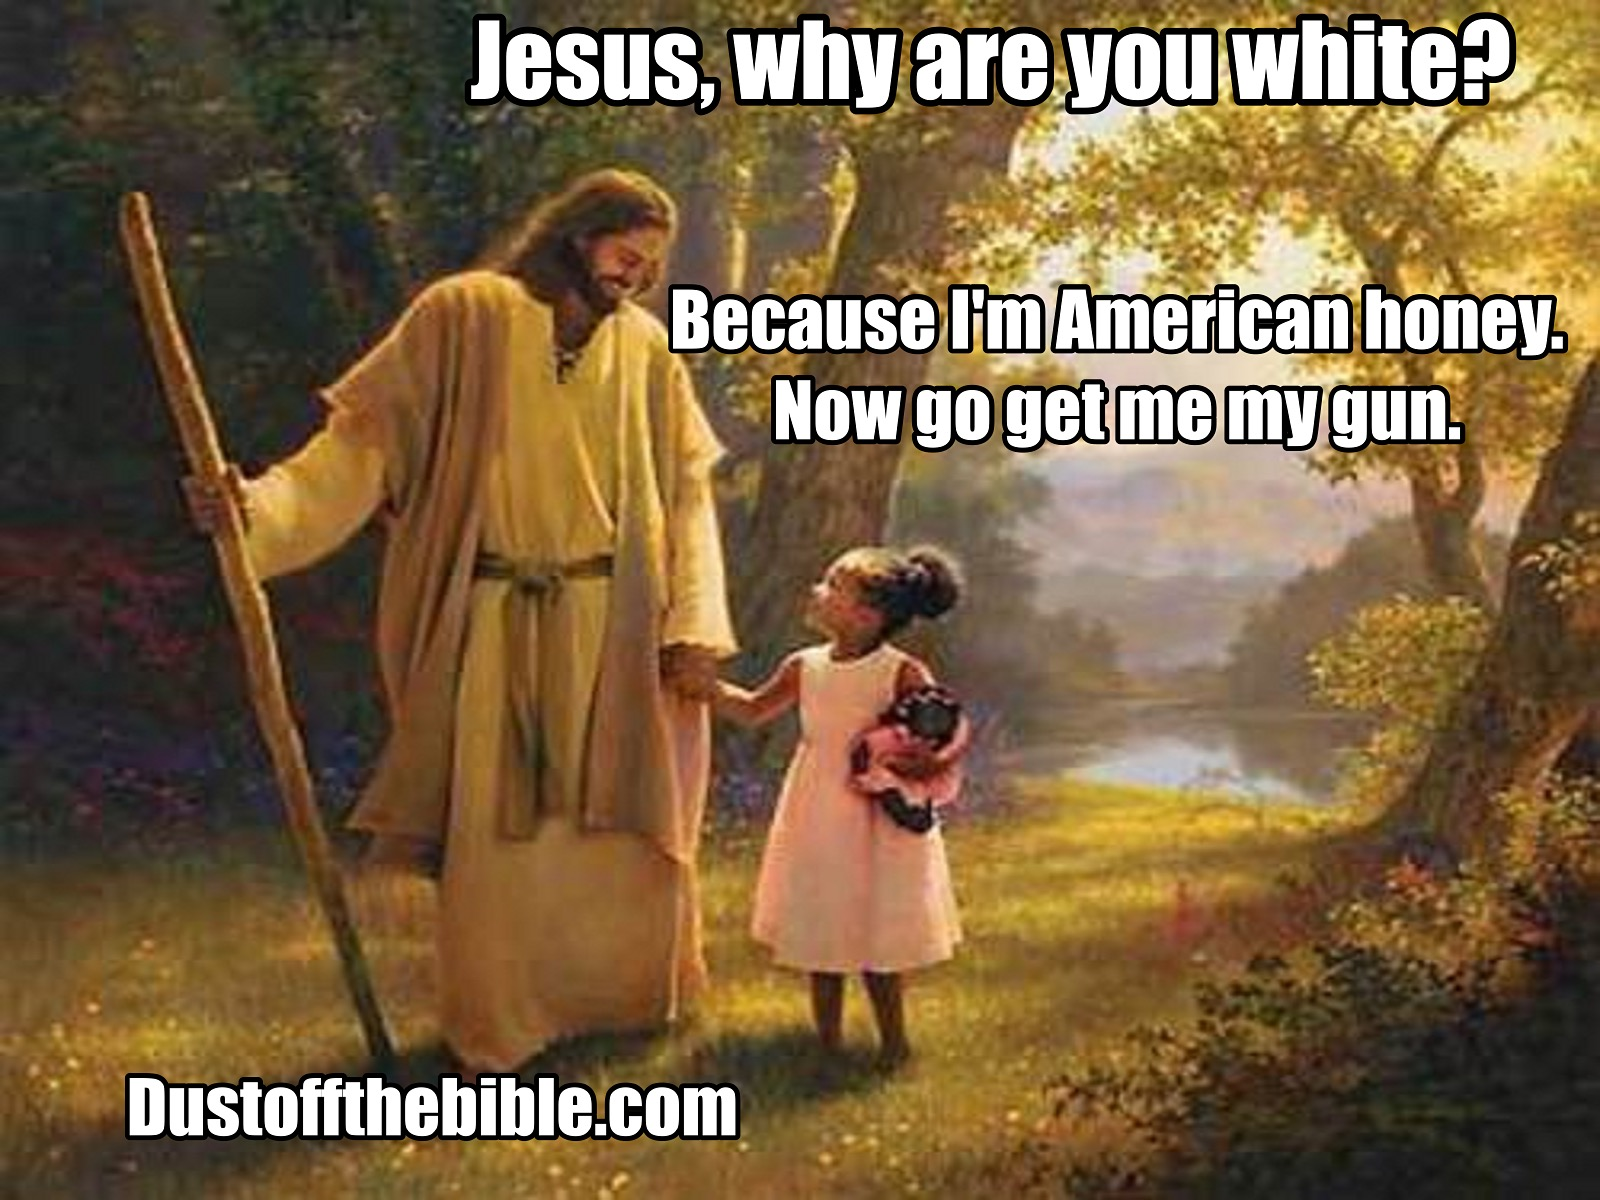 Jesus, why are you white?
Because I'm American honey.
Now go get me my gun.
Dustoffthebible.com